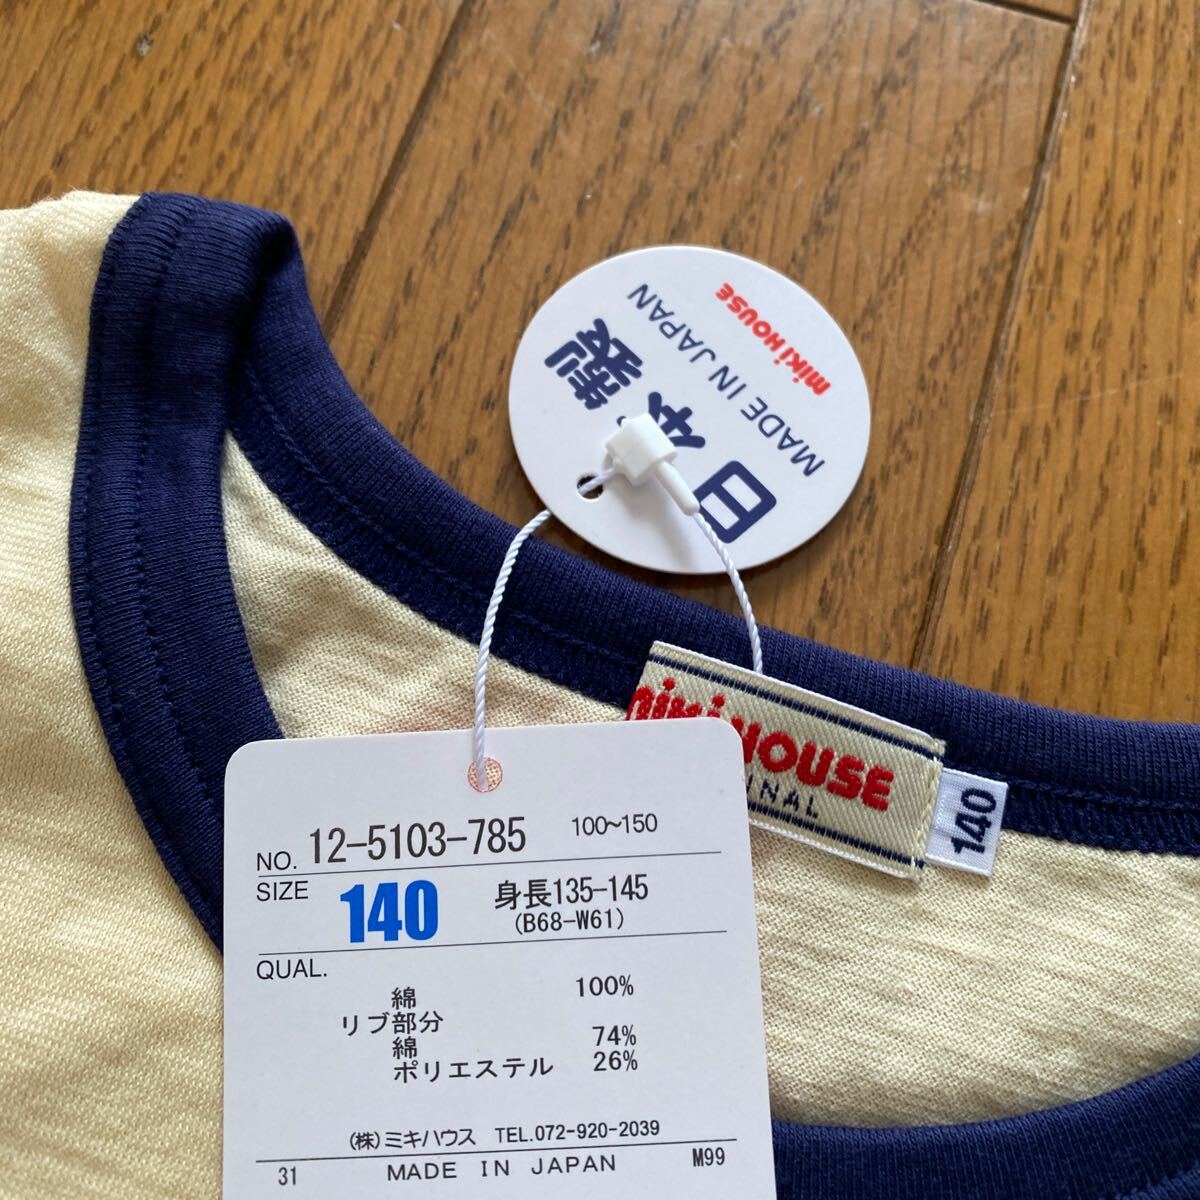 日本製
MADE IN JAPAN
miki HOUSE
miki HOUSE
INAL
140
NO. 12-5103-785 100~150
SIZE 140 身長135-145
(B68-W61)
QUAL.
綿 100%
リブ部分
綿 74%
ポリエステル 26%
(株)ミキハウス TEL.072-920-2039
31 MADE IN JAPAN M99